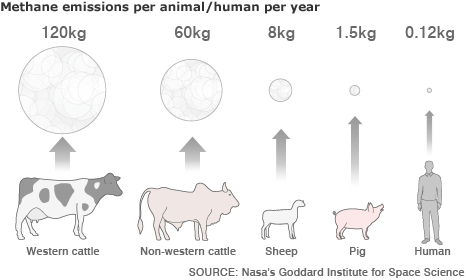 Methane emissions per animal/human per year
120kg 60kg 8kg 1.5kg 0.12kg
Western cattle Non-western cattle Sheep Pig Human
SOURCE: Nasa's Goddard Institute for Space Science